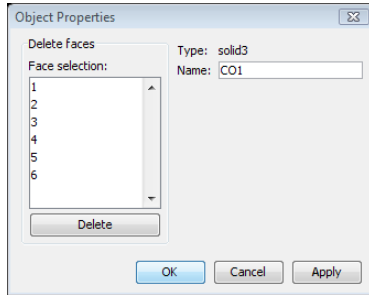 Object Properties
Delete faces
Face selection:
1
2
3
4
5
6
Delete
Type: solid3
Name: CO1
OK Cancel Apply